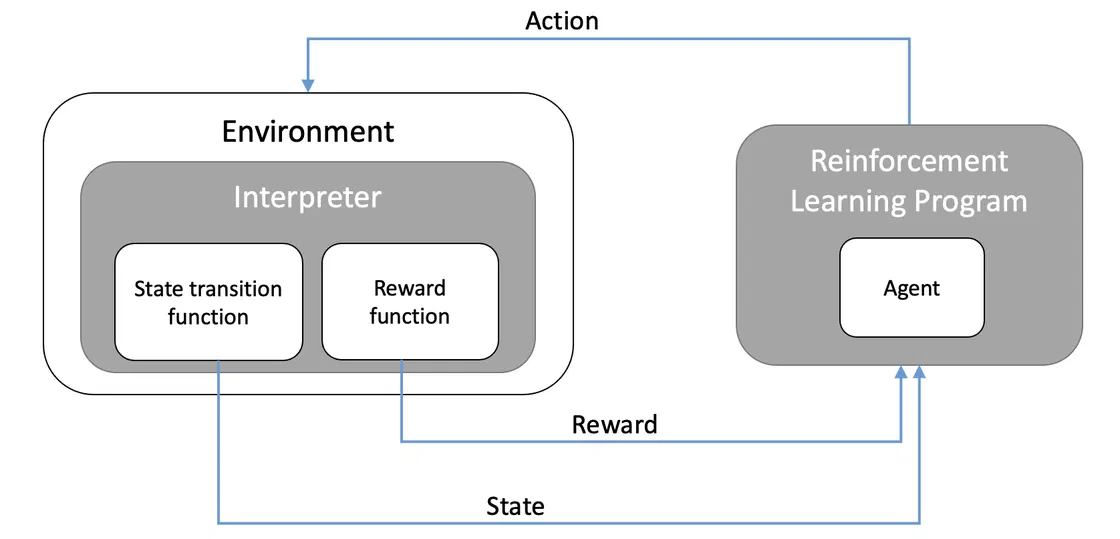 Action
Environment
Interpreter
State transition
function
Reward
function
Reinforcement
Learning Program
Agent
Reward
State